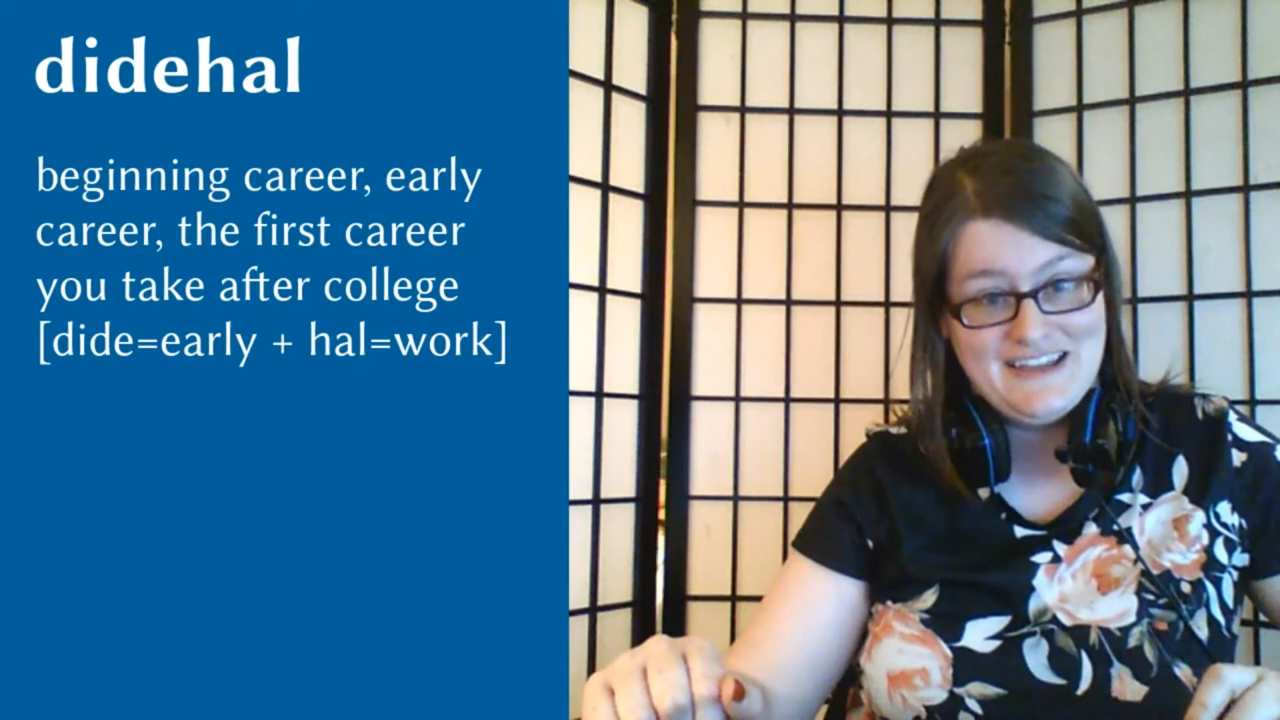 didehal
beginning career, early
career, the first career
you take after college
[dide=early + hal=work]